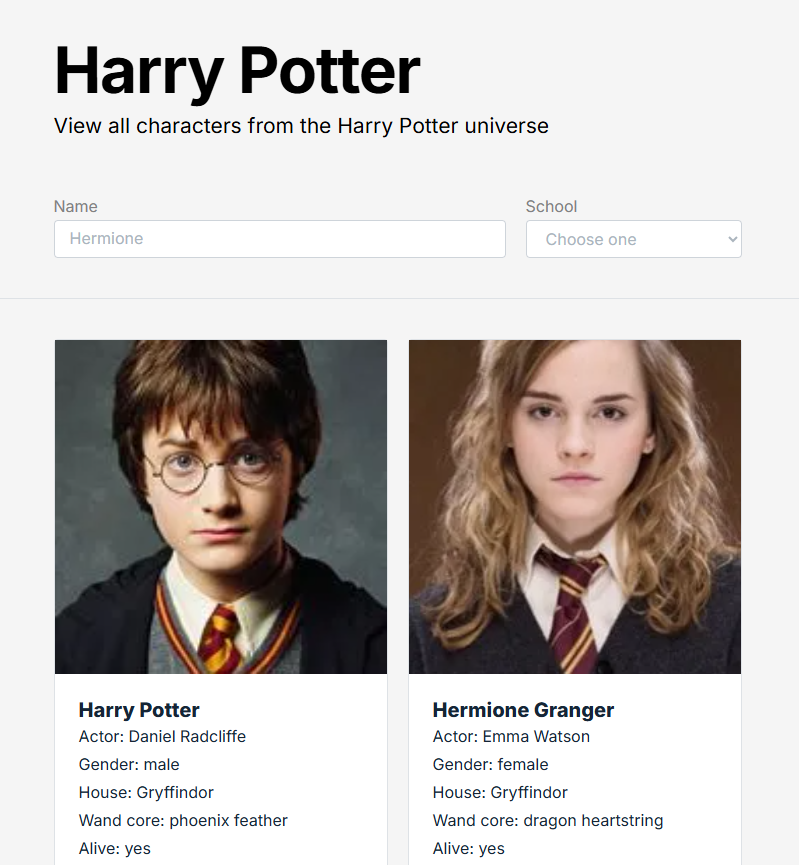 Harry Potter
View all characters from the Harry Potter universe
Name
School
Hermione
Choose one
Harry Potter
Actor: Daniel Radcliffe
Gender: male
House: Gryffindor
Wand core: phoenix feather
Alive: yes
Hermione Granger
Actor: Emma Watson
Gender: female
House: Gryffindor
Wand core: dragon heartstring
Alive: yes